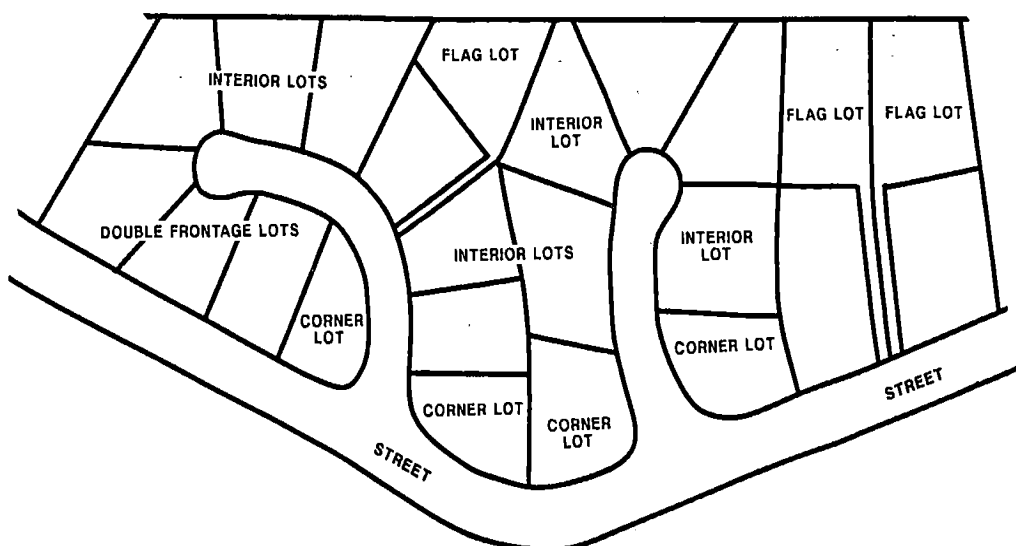 FLAG LOT
INTERIOR LOTS
FLAG LOT
FLAG LOT
INTERIOR
LOT
DOUBLE FRONTAGE LOTS
INTERIOR LOTS
INTERIOR
LOT
CORNER
LOT
CORNER LOT
STREET
CORNER LOT
CORNER
LOT
STREET